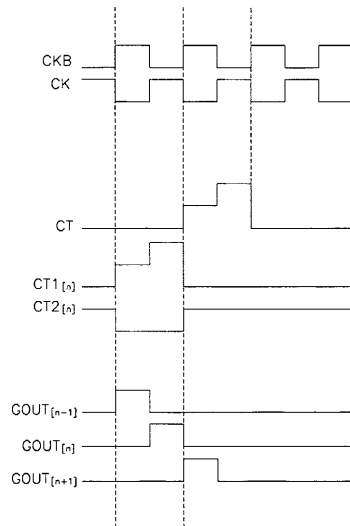 CKB
CK
CT
CT1[n]
CT2[n]
GOUT[n-1]
GOUT[n]
GOUT[n+1]